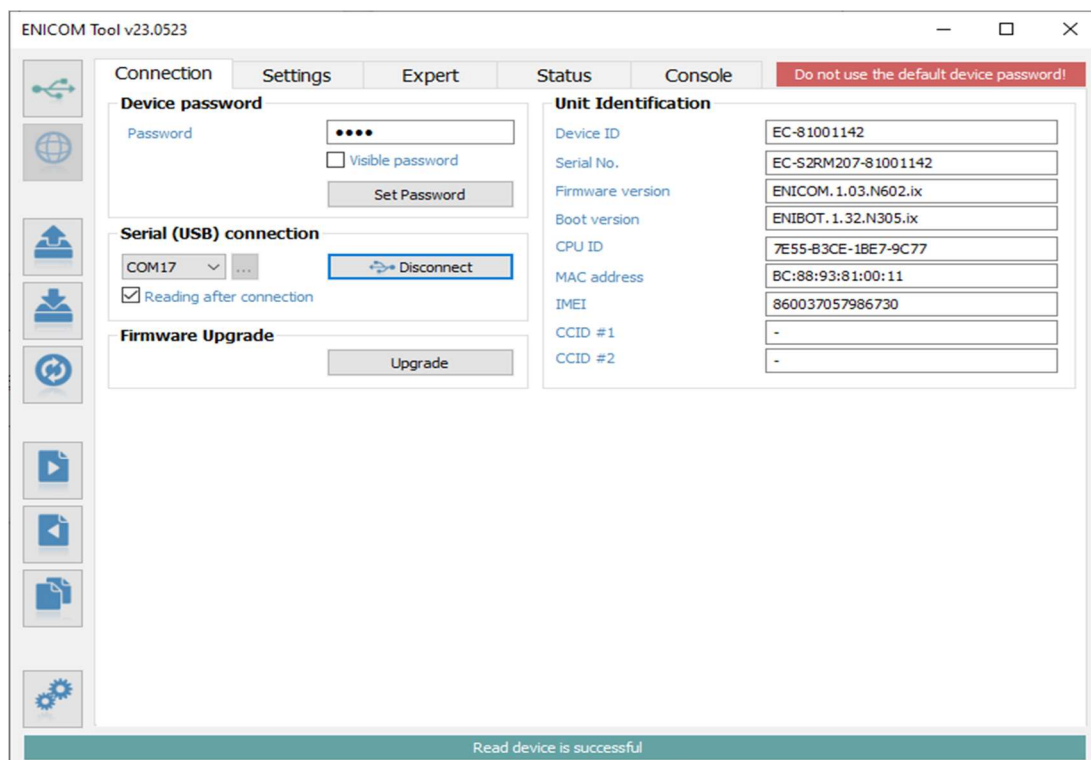 ENICOM Tool v23.0523
Connection Settings Expert Status Console Do not use the default device password!
Device password
Password ●●●●
Visible password
Set Password
Serial (USB) connection
COM17 ... Disconnect
Reading after connection
Firmware Upgrade
Upgrade
Unit Identification
Device ID EC-81001142
Serial No. EC-S2RM207-81001142
Firmware version ENICOM.1.03.N602.ix
Boot version ENIBOT.1.32.N305.ix
CPU ID 7E55-B3CE-1BE7-9C77
MAC address BC:88:93:81:00:11
IMEI 860037057986730
CCID #1 -
CCID #2 -
Read device is successful